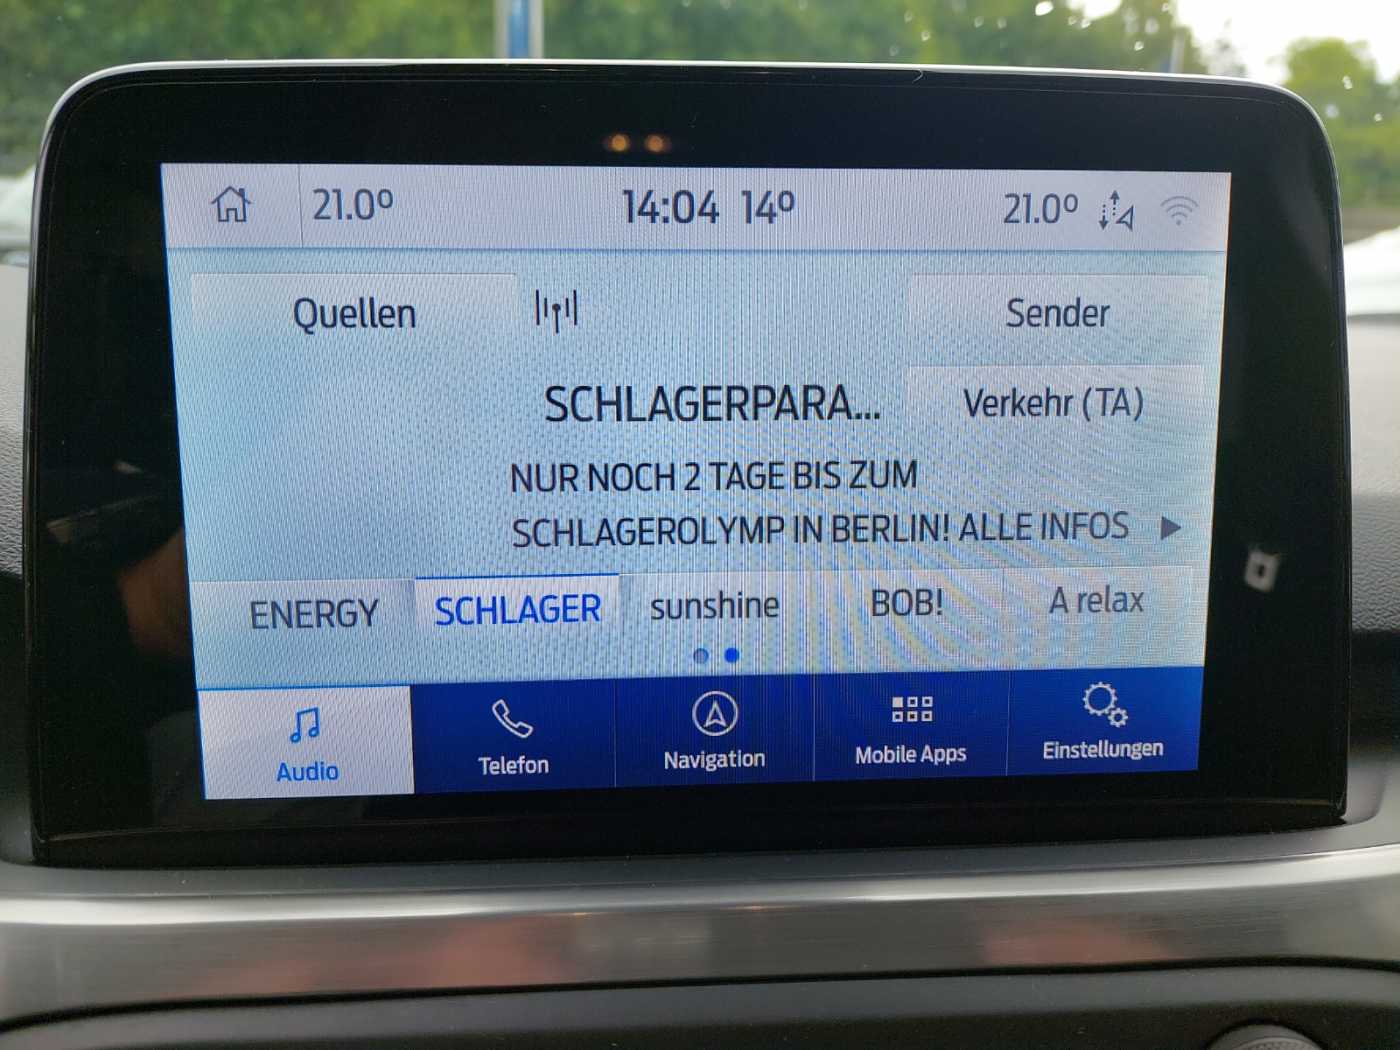 21.0° 14:04 14° 21.0°
Quellen Sender
SCHLAGERPARA... Verkehr (TA)
NUR NOCH 2 TAGE BIS ZUM
SCHLAGEROLYMP IN BERLIN! ALLE INFOS
ENERGY SCHLAGER sunshine BOB! A relax
Audio Telefon Navigation Mobile Apps Einstellungen